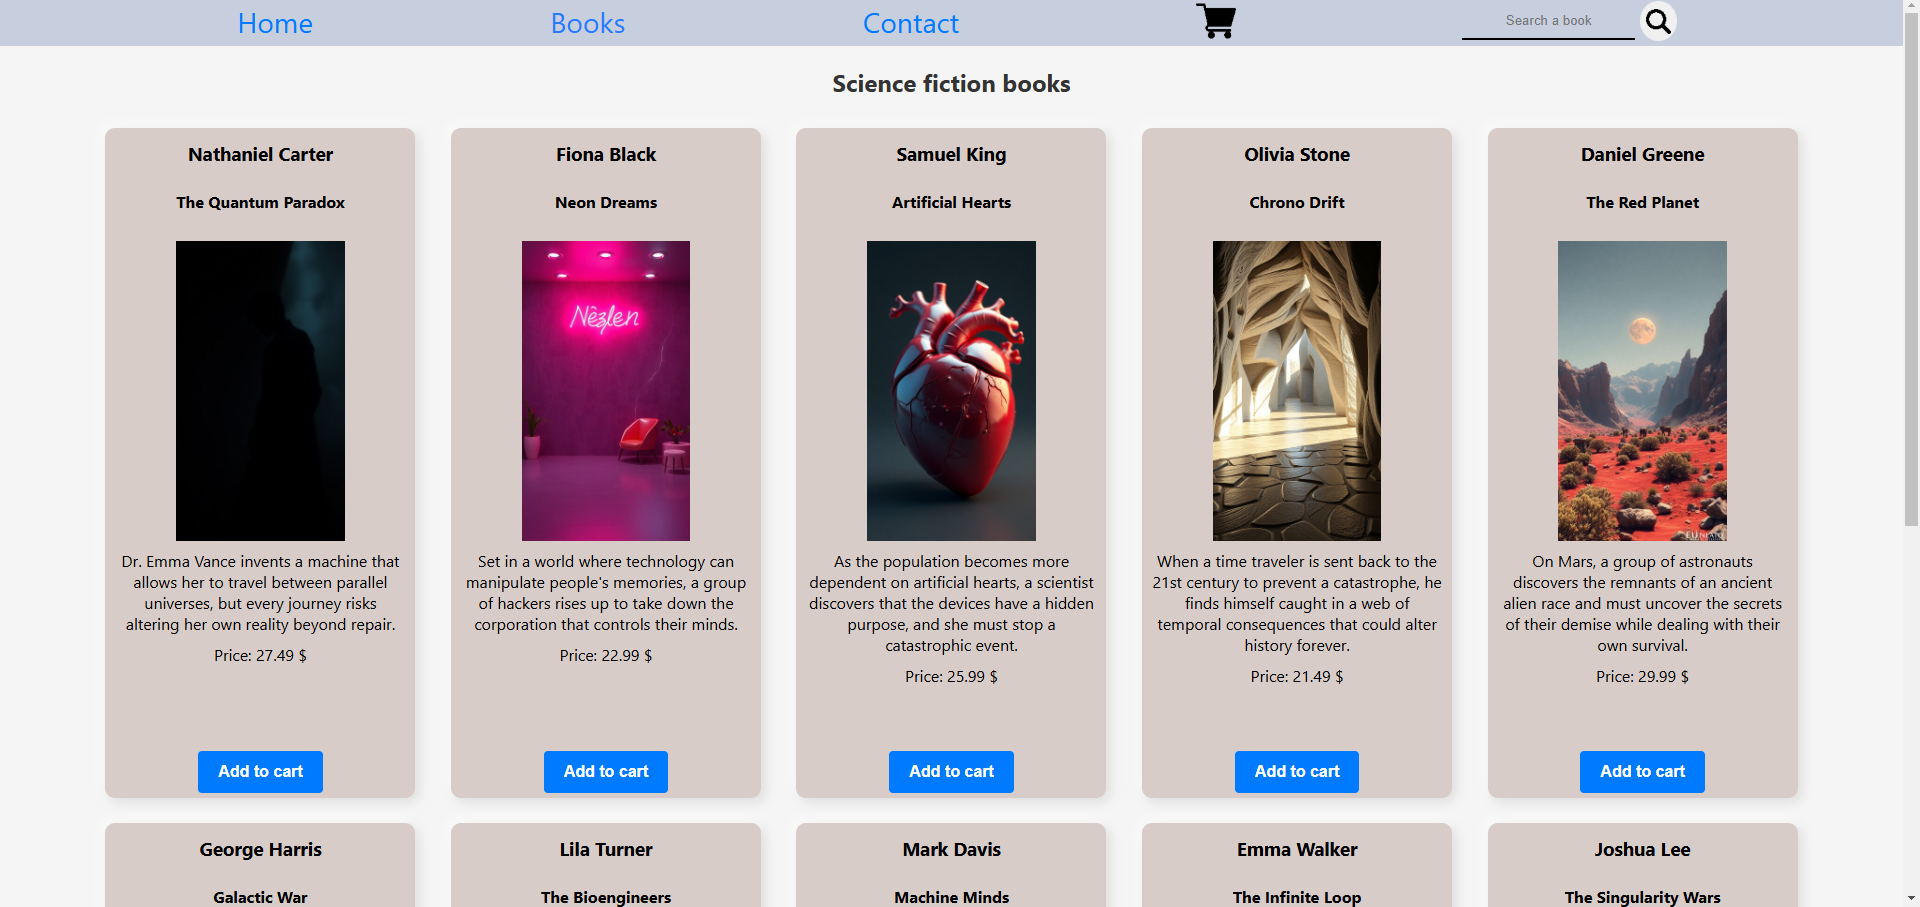 Home
Books
Contact
Search a book
Science fiction books
Nathaniel Carter
The Quantum Paradox
Dr. Emma Vance invents a machine that
allows her to travel between parallel
universes, but every journey risks
altering her own reality beyond repair.
Price: 27.49 $
Add to cart
Fiona Black
Neon Dreams
Set in a world where technology can
manipulate people's memories, a group
of hackers rises up to take down the
corporation that controls their minds.
Price: 22.99 $
Add to cart
Samuel King
Artificial Hearts
As the population becomes more
dependent on artificial hearts, a scientist
discovers that the devices have a hidden
purpose, and she must stop a
catastrophic event.
Price: 25.99 $
Add to cart
Olivia Stone
Chrono Drift
When a time traveler is sent back to the
21st century to prevent a catastrophe, he
finds himself caught in a web of
temporal consequences that could alter
history forever.
Price: 21.49 $
Add to cart
Daniel Greene
The Red Planet
On Mars, a group of astronauts
discovers the remnants of an ancient
alien race and must uncover the secrets
of their demise while dealing with their
own survival.
Price: 29.99 $
Add to cart
George Harris
Galactic War
Lila Turner
The Bioengineers
Mark Davis
Machine Minds
Emma Walker
The Infinite Loop
Joshua Lee
The Singularity Wars